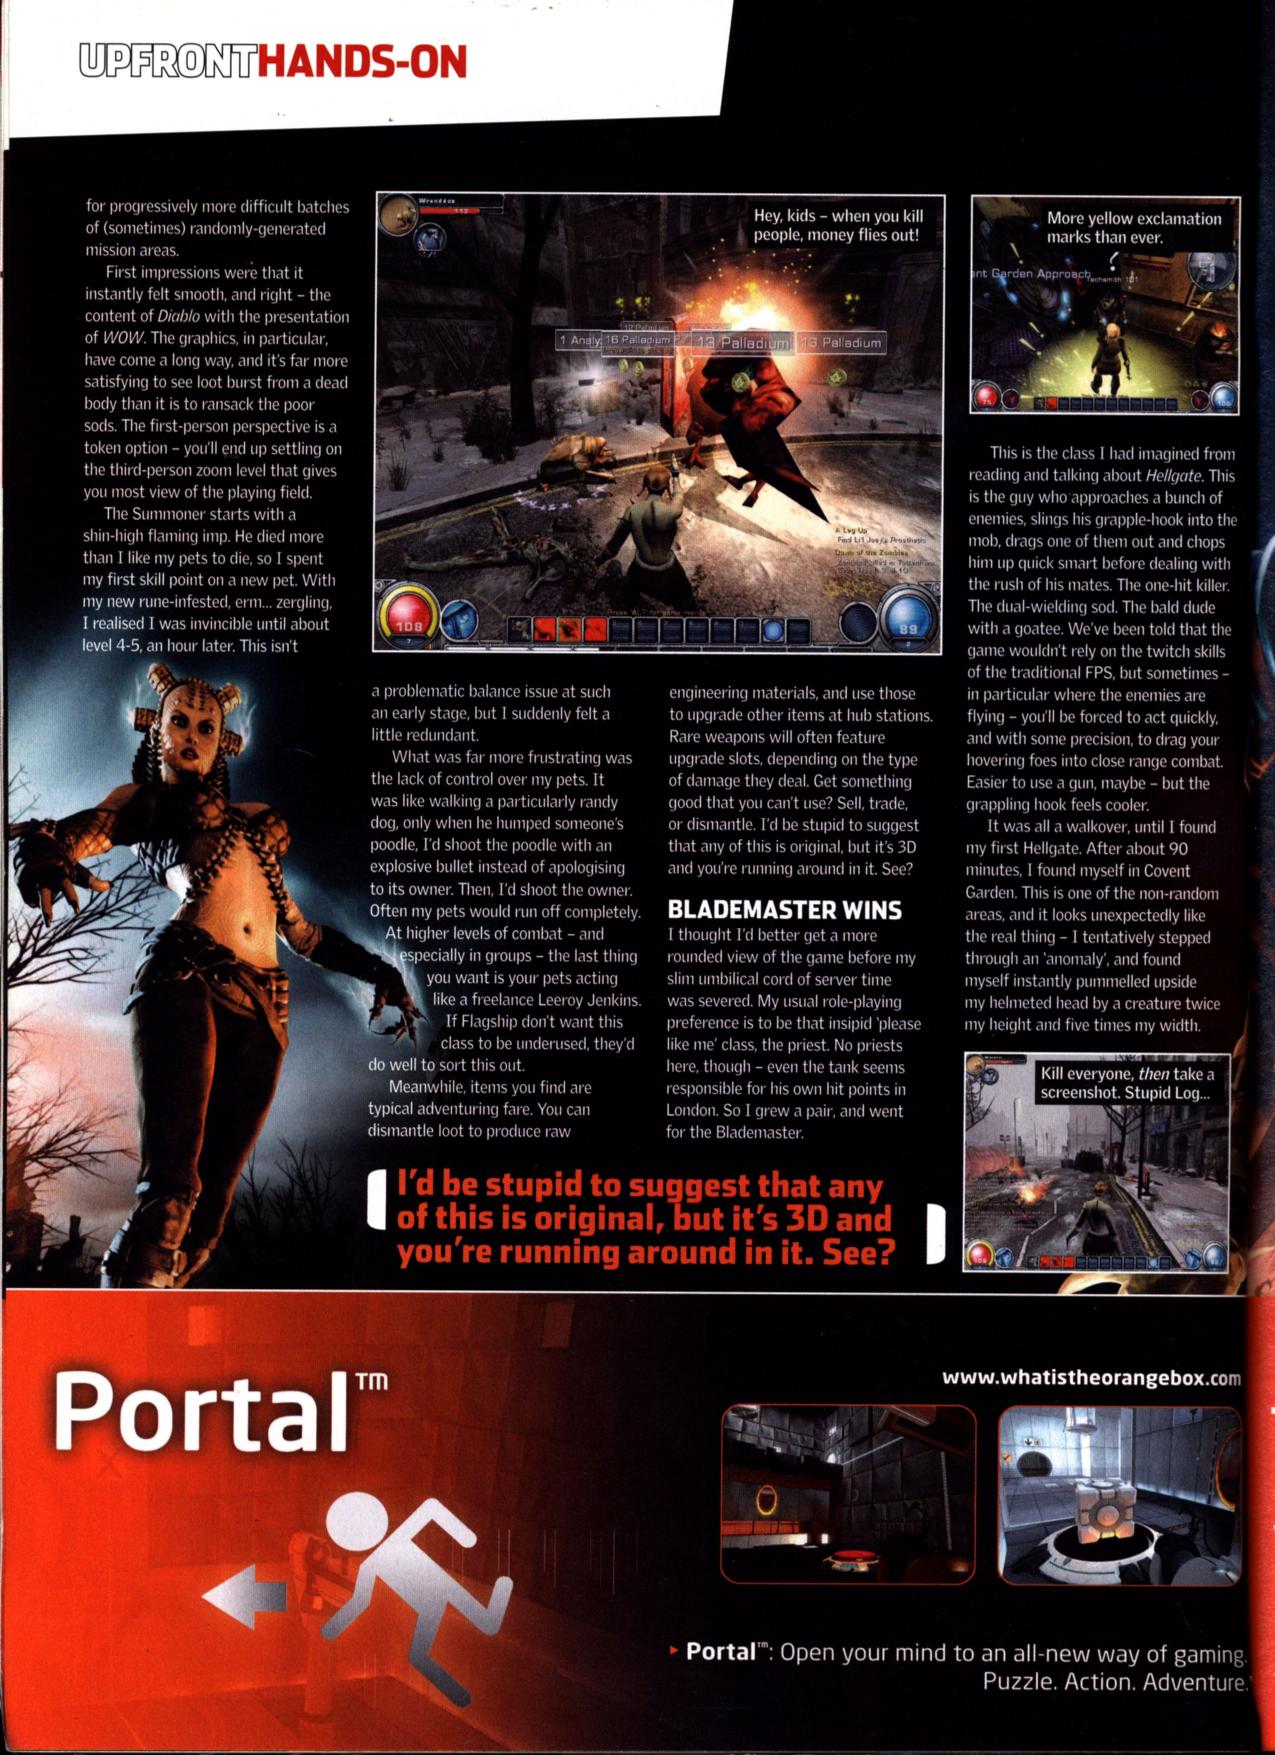 UPFRONTHANDS-ON
for progressively more difficult batches
of (sometimes) randomly-generated
mission areas.
First impressions were that it
instantly felt smooth, and right – the
content of Diablo with the presentation
of WOW. The graphics, in particular,
have come a long way, and it's far more
satisfying to see loot burst from a dead
body than it is to ransack the poor
sods. The first-person perspective is a
token option – you'll end up settling on
the third-person zoom level that gives
you most view of the playing field.
The Summoner starts with a
shin-high flaming imp. He died more
than I like my pets to die, so I spent
my first skill point on a new pet. With
my new rune-infested, erm... zergling,
I realised I was invincible until about
level 4-5, an hour later. This isn't
Hey, kids – when you kill
people, money flies out!
12 Palladium
1 Analy
16 Palladium
13 Palladium
13 Palladium
A Leg Up
108
89
a problematic balance issue at such
an early stage, but I suddenly felt a
little redundant.
What was far more frustrating was
the lack of control over my pets. It
was like walking a particularly randy
dog, only when he humped someone's
poodle, I'd shoot the poodle with an
explosive bullet instead of apologising
to its owner. Then, I'd shoot the owner.
Often my pets would run off completely.
At higher levels of combat – and
especially in groups – the last thing
you want is your pets acting
like a freelance Leeroy Jenkins.
If Flagship don't want this
class to be underused, they'd
do well to sort this out.
Meanwhile, items you find are
typical adventuring fare. You can
dismantle loot to produce raw
engineering materials, and use those
to upgrade other items at hub stations.
Rare weapons will often feature
upgrade slots, depending on the type
of damage they deal. Get something
good that you can't use? Sell, trade,
or dismantle. I'd be stupid to suggest
that any of this is original, but it's 3D
and you're running around in it. See?
BLADEMASTER WINS
I thought I'd better get a more
rounded view of the game before my
slim umbilical cord of server time
was severed. My usual role-playing
preference is to be that insipid 'please
like me' class, the priest. No priests
here, though – even the tank seems
responsible for his own hit points in
London. So I grew a pair, and went
for the Blademaster.
I'd be stupid to suggest that any
of this is original, but it's 3D and
you're running around in it. See?
More yellow exclamation
marks than ever.
ent Garden Approach
Techsmith 101
This is the class I had imagined from
reading and talking about Hellgate. This
is the guy who approaches a bunch of
enemies, slings his grapple-hook into the
mob, drags one of them out and chops
him up quick smart before dealing with
the rush of his mates. The one-hit killer.
The dual-wielding sod. The bald dude
with a goatee. We've been told that the
game wouldn't rely on the twitch skills
of the traditional FPS, but sometimes –
in particular where the enemies are
flying – you'll be forced to act quickly,
and with some precision, to drag your
hovering foes into close range combat.
Easier to use a gun, maybe – but the
grappling hook feels cooler.
It was all a walkover, until I found
my first Hellgate. After about 90
minutes, I found myself in Covent
Garden. This is one of the non-random
areas, and it looks unexpectedly like
the real thing – I tentatively stepped
through an 'anomaly', and found
myself instantly pummelled upside
my helmeted head by a creature twice
my height and five times my width.
Kill everyone, then take a
screenshot. Stupid Log...
Portal™
www.whatistheorangebox.com
Portal™: Open your mind to an all-new way of gaming.
Puzzle. Action. Adventure.